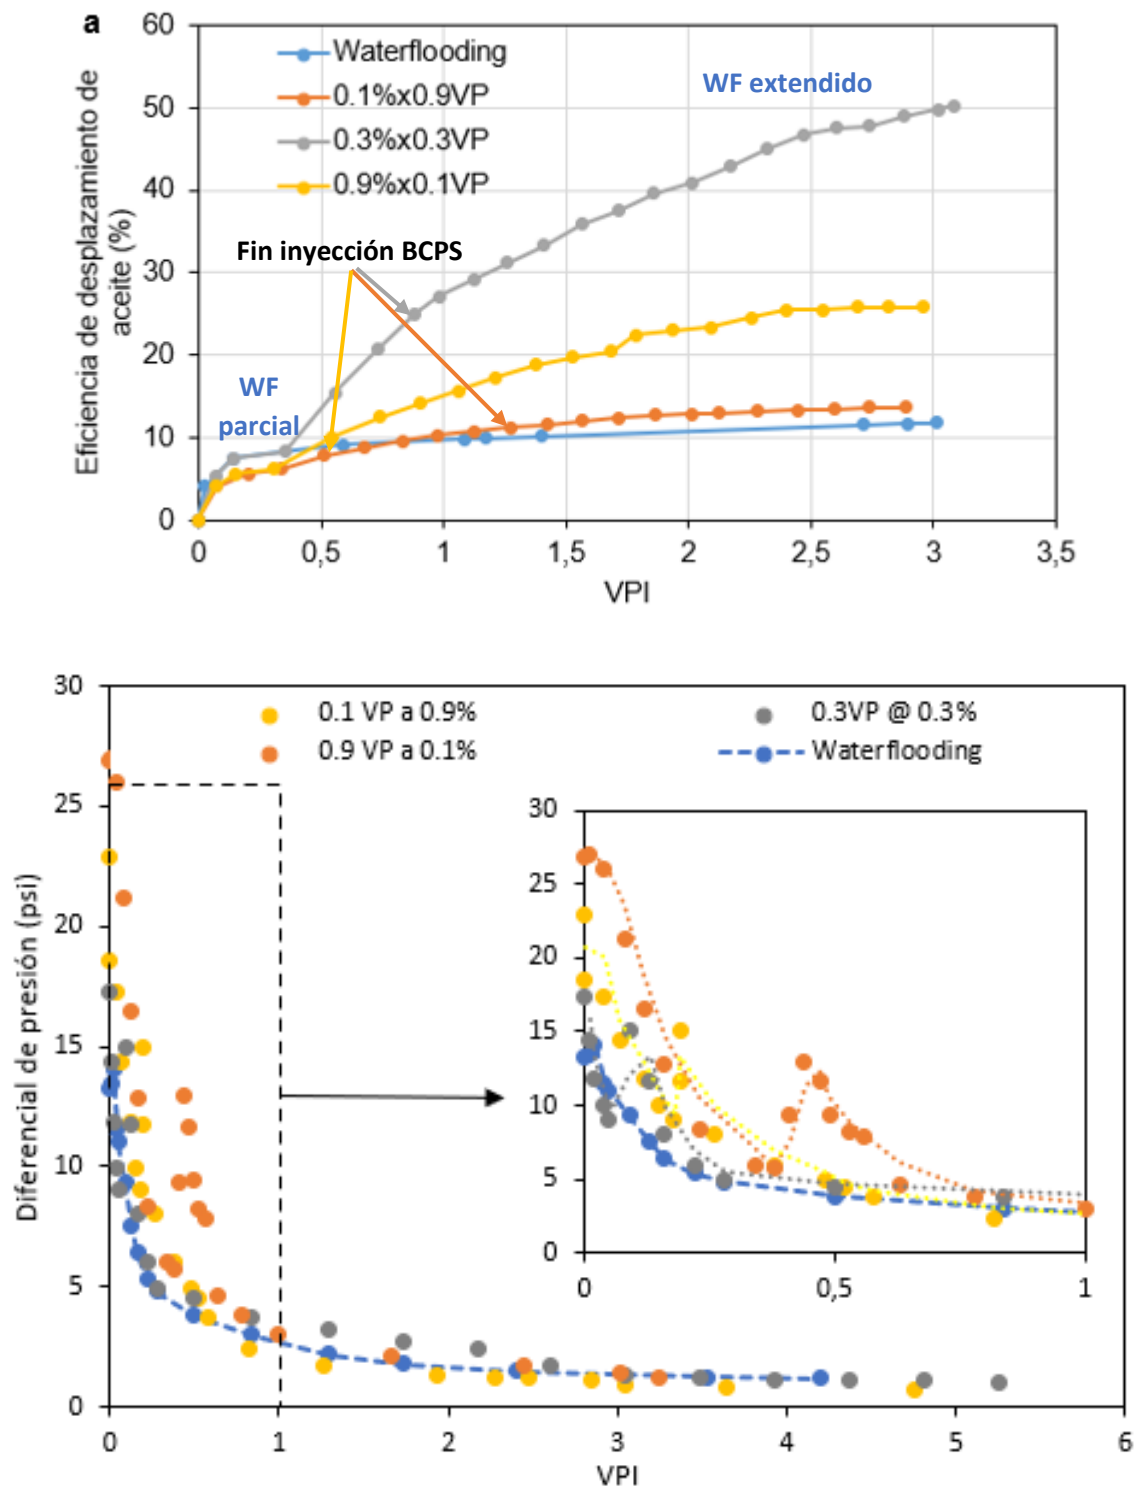 a
Eficiencia de desplazamiento de
aceite (%)
60
50
40
30
20
10
0
Waterflooding
0.1%x0.9VP
0.3%x0.3VP
0.9%x0.1VP
WF extendido
Fin inyección BCPS
WF
parcial
0 0,5 1 1,5 2 2,5 3 3,5
VPI
Diferencial de presión (psi)
30
25
20
15
10
5
0
0.1 VP a 0.9%
0.9 VP a 0.1%
0.3VP @ 0.3%
Waterflooding
30
25
20
15
10
5
0
0 0,5 1
0 1 2 3 4 5 6
VPI